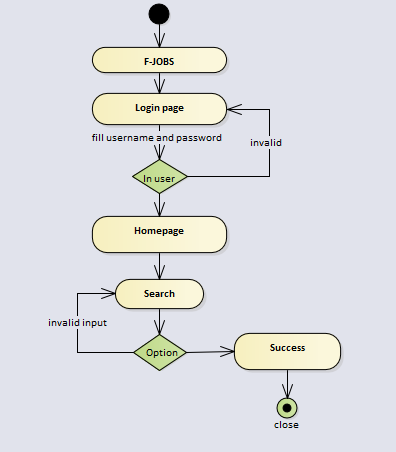 F-JOBS
Login page
fill username and password
invalid
In user
Homepage
Search
invalid input
Option
Success
close